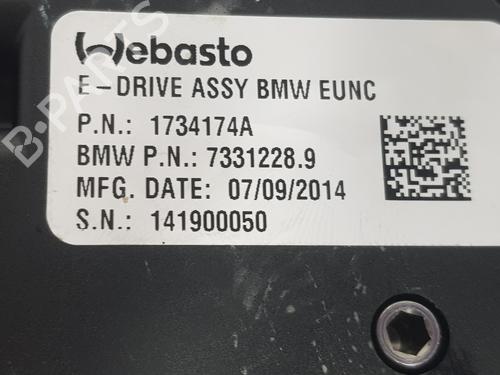 Webasto
E-DRIVE ASSY BMW EUNC
P.N.: 1734174A
BMW P.N.: 7331228.9
MFG. DATE: 07/09/2014
S.N.: 141900050
B-PARTS